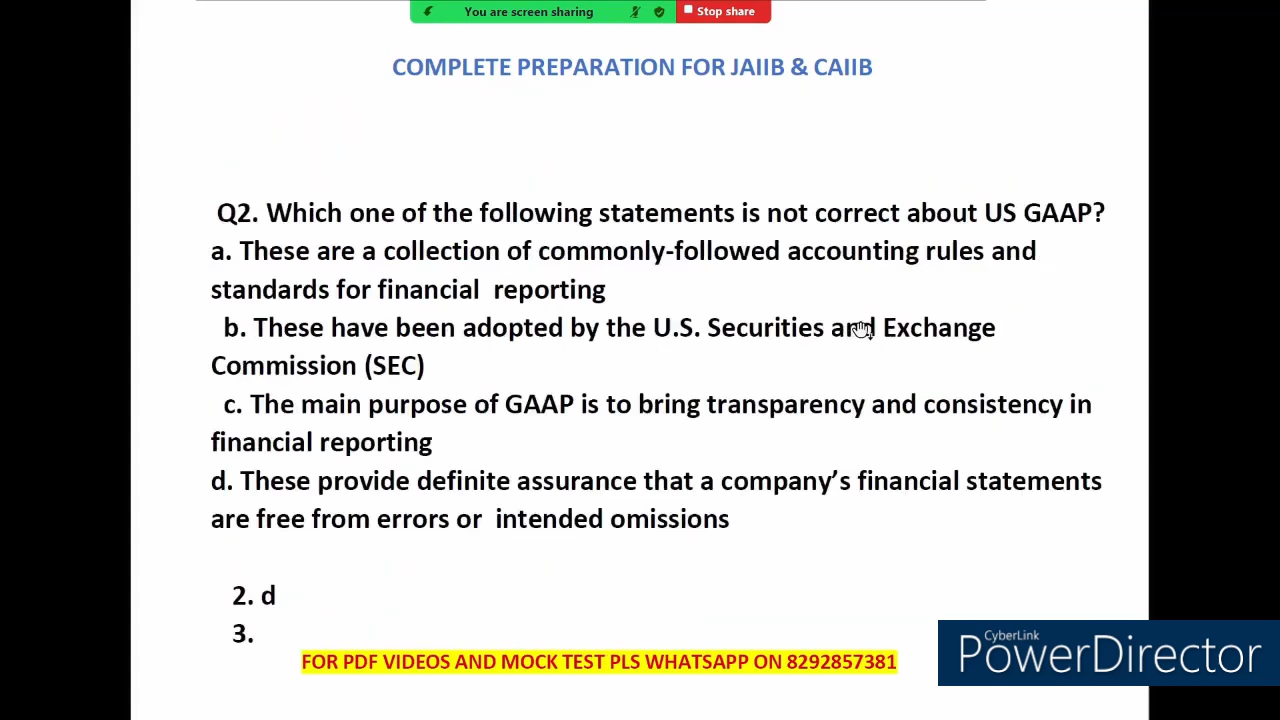 You are screen sharing
Stop share
COMPLETE PREPARATION FOR JAIIB & CAIIB
Q2. Which one of the following statements is not correct about US GAAP?
a. These are a collection of commonly-followed accounting rules and
standards for financial reporting
b. These have been adopted by the U.S. Securities and Exchange
Commission (SEC)
c. The main purpose of GAAP is to bring transparency and consistency in
financial reporting
d. These provide definite assurance that a company’s financial statements
are free from errors or intended omissions
2. d
3.
FOR PDF VIDEOS AND MOCK TEST PLS WHATSAPP ON 8292857381
CyberLink
PowerDirector